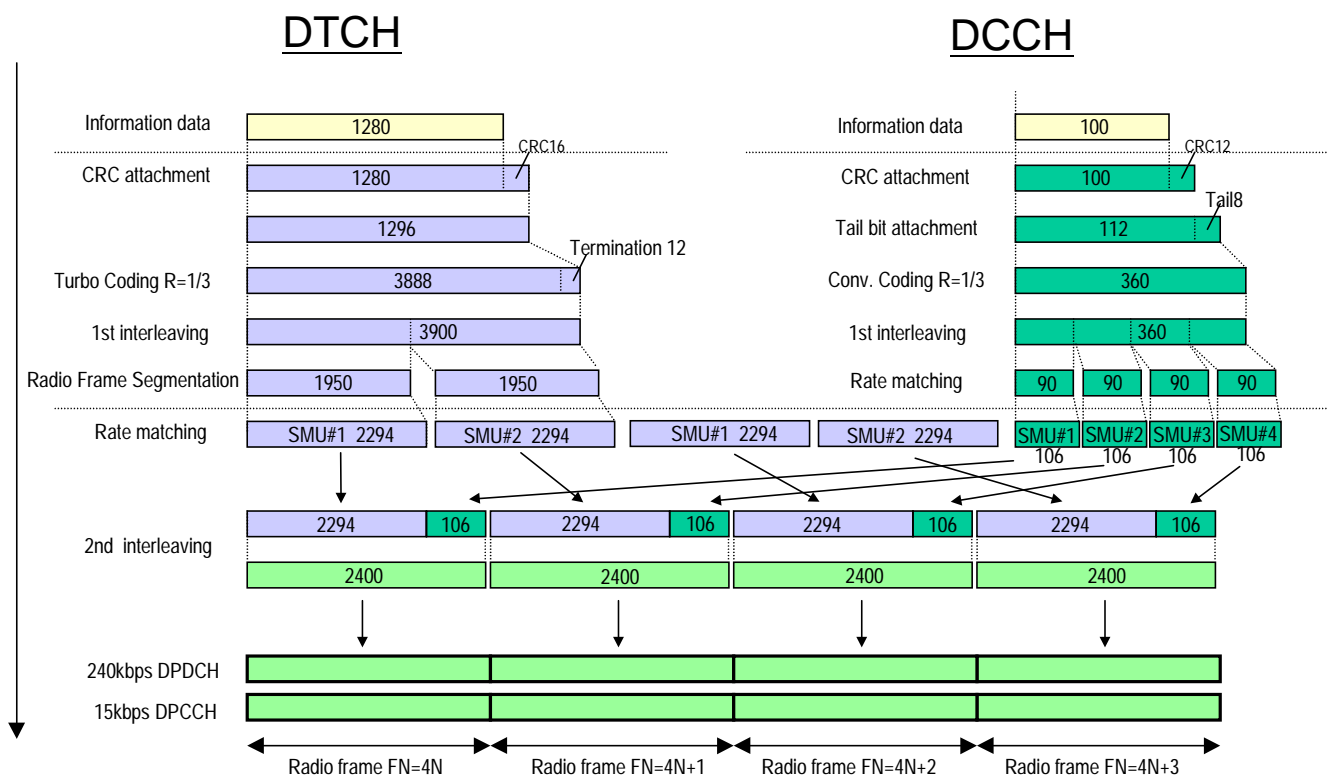 DTCH
DCCH
Information data
1280
Information data
100
CRC16
CRC12
CRC attachment
1280
CRC attachment
100
Tail8
1296
Tail bit attachment
112
Termination 12
Turbo Coding R=1/3
3888
Conv. Coding R=1/3
360
1st interleaving
3900
1st interleaving
360
Radio Frame Segmentation
1950
1950
Rate matching
90
90
90
90
Rate matching
SMU#1 2294
SMU#2 2294
SMU#1 2294
SMU#2 2294
SMU#1
SMU#2
SMU#3
SMU#4
106
106
106
106
2294
106
2294
106
2294
106
2294
106
2nd interleaving
2400
2400
2400
2400
240kbps DPDCH
15kbps DPCCH
Radio frame FN=4N
Radio frame FN=4N+1
Radio frame FN=4N+2
Radio frame FN=4N+3